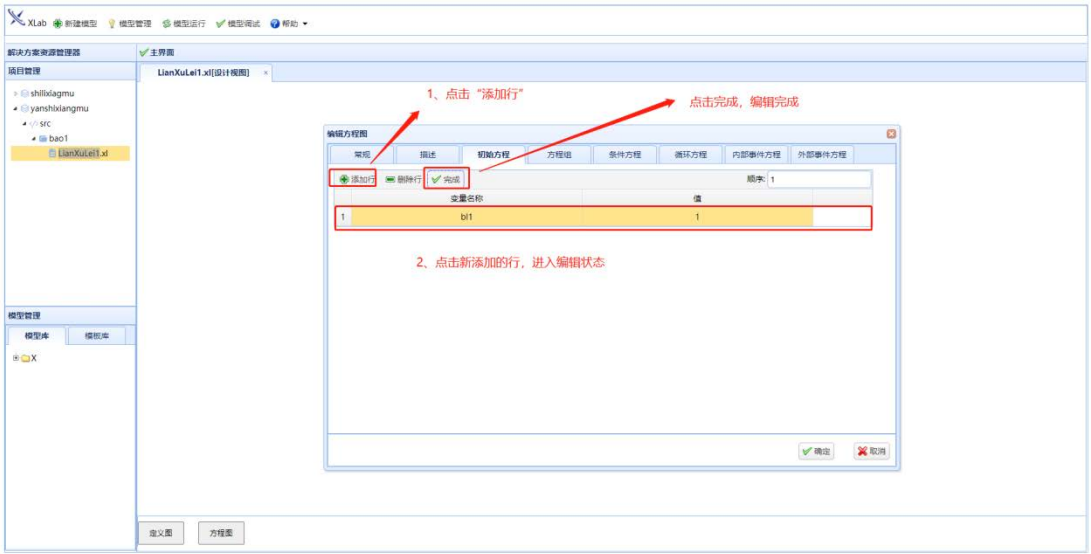 XLab 新建模型 模型管理 模型运行 模型调试 帮助
解决方案资源管理器
主界面
项目管理
LianXuLei1.xl[设计视图] ×
shilixiagmu
yanshixiangmu
src
bao1
LianXuLei1.xl
1、点击“添加行”
点击完成，编辑完成
编辑方程图
常规 描述 初始方程 方程组 条件方程 循环方程 内部事件方程 外部事件方程
添加行 删除行 完成 顺序: 1
变量名称 值
1 bl1 1
2、点击新添加的行，进入编辑状态
模型管理
模型库 模板库
X
确定 取消
定义图 方程图